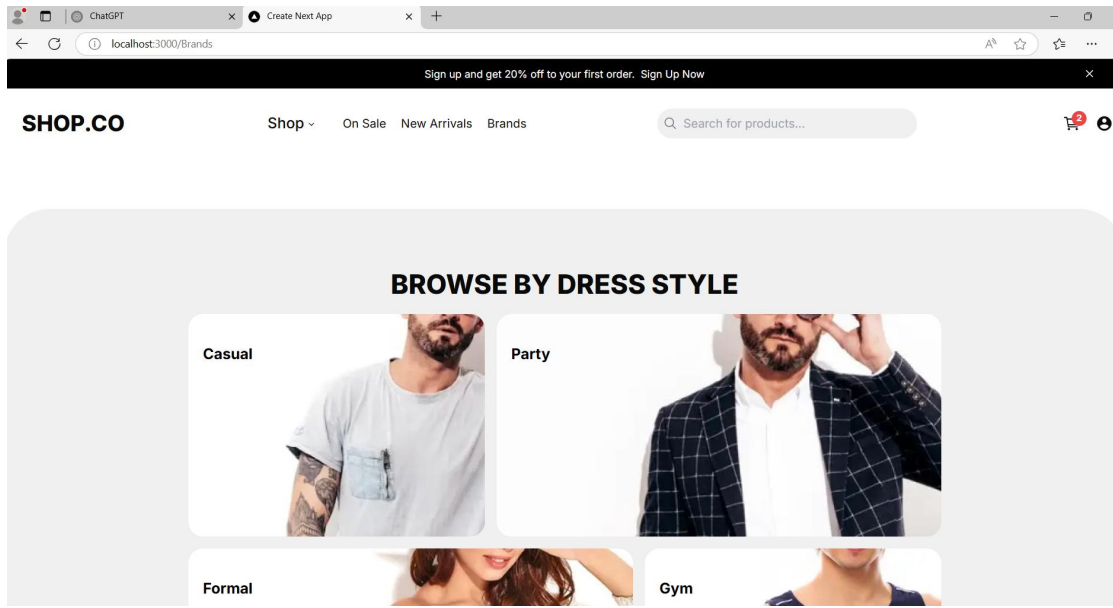 ChatGPT
Create Next App
localhost:3000/Brands
Sign up and get 20% off to your first order. Sign Up Now
SHOP.CO
Shop On Sale New Arrivals Brands
Search for products...
2
BROWSE BY DRESS STYLE
Casual
Party
Formal
Gym